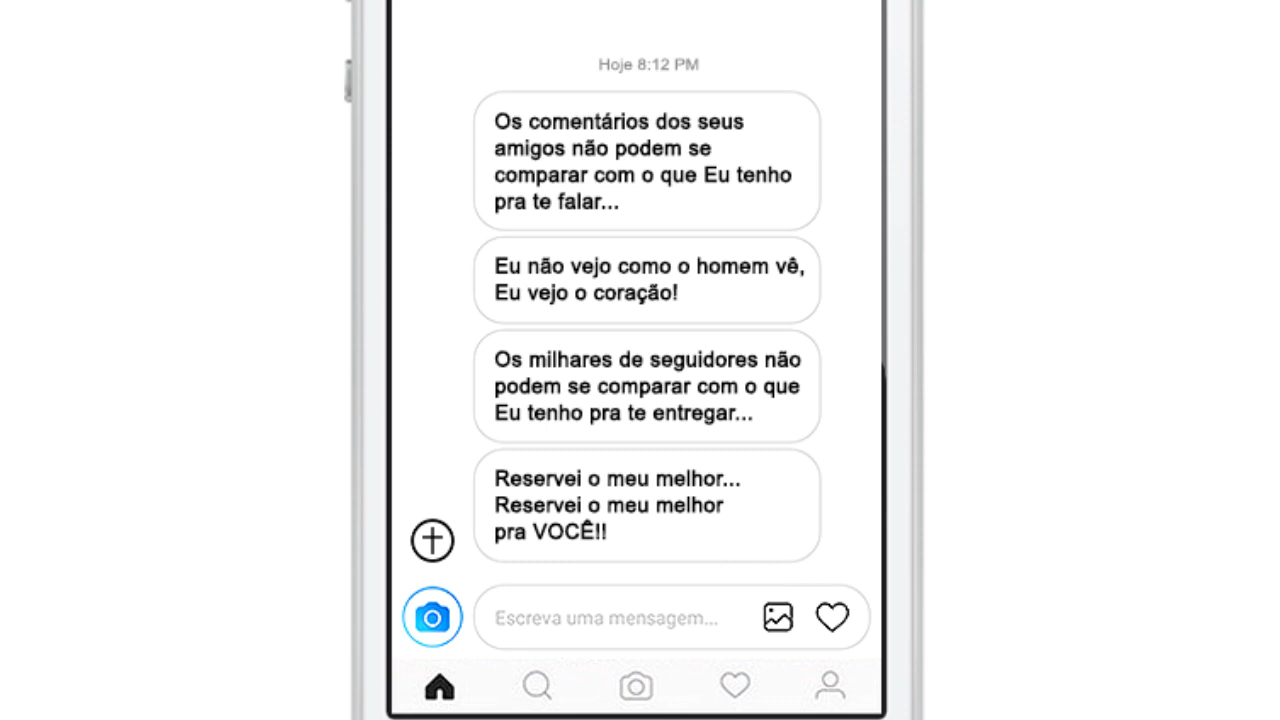 Hoje 8:12 PM
Os comentários dos seus
amigos não podem se
comparar com o que Eu tenho
pra te falar...
Eu não vejo como o homem vê,
Eu vejo o coração!
Os milhares de seguidores não
podem se comparar com o que
Eu tenho pra te entregar...
Reservei o meu melhor...
Reservei o meu melhor
pra VOCÊ!!
Escreva uma mensagem...